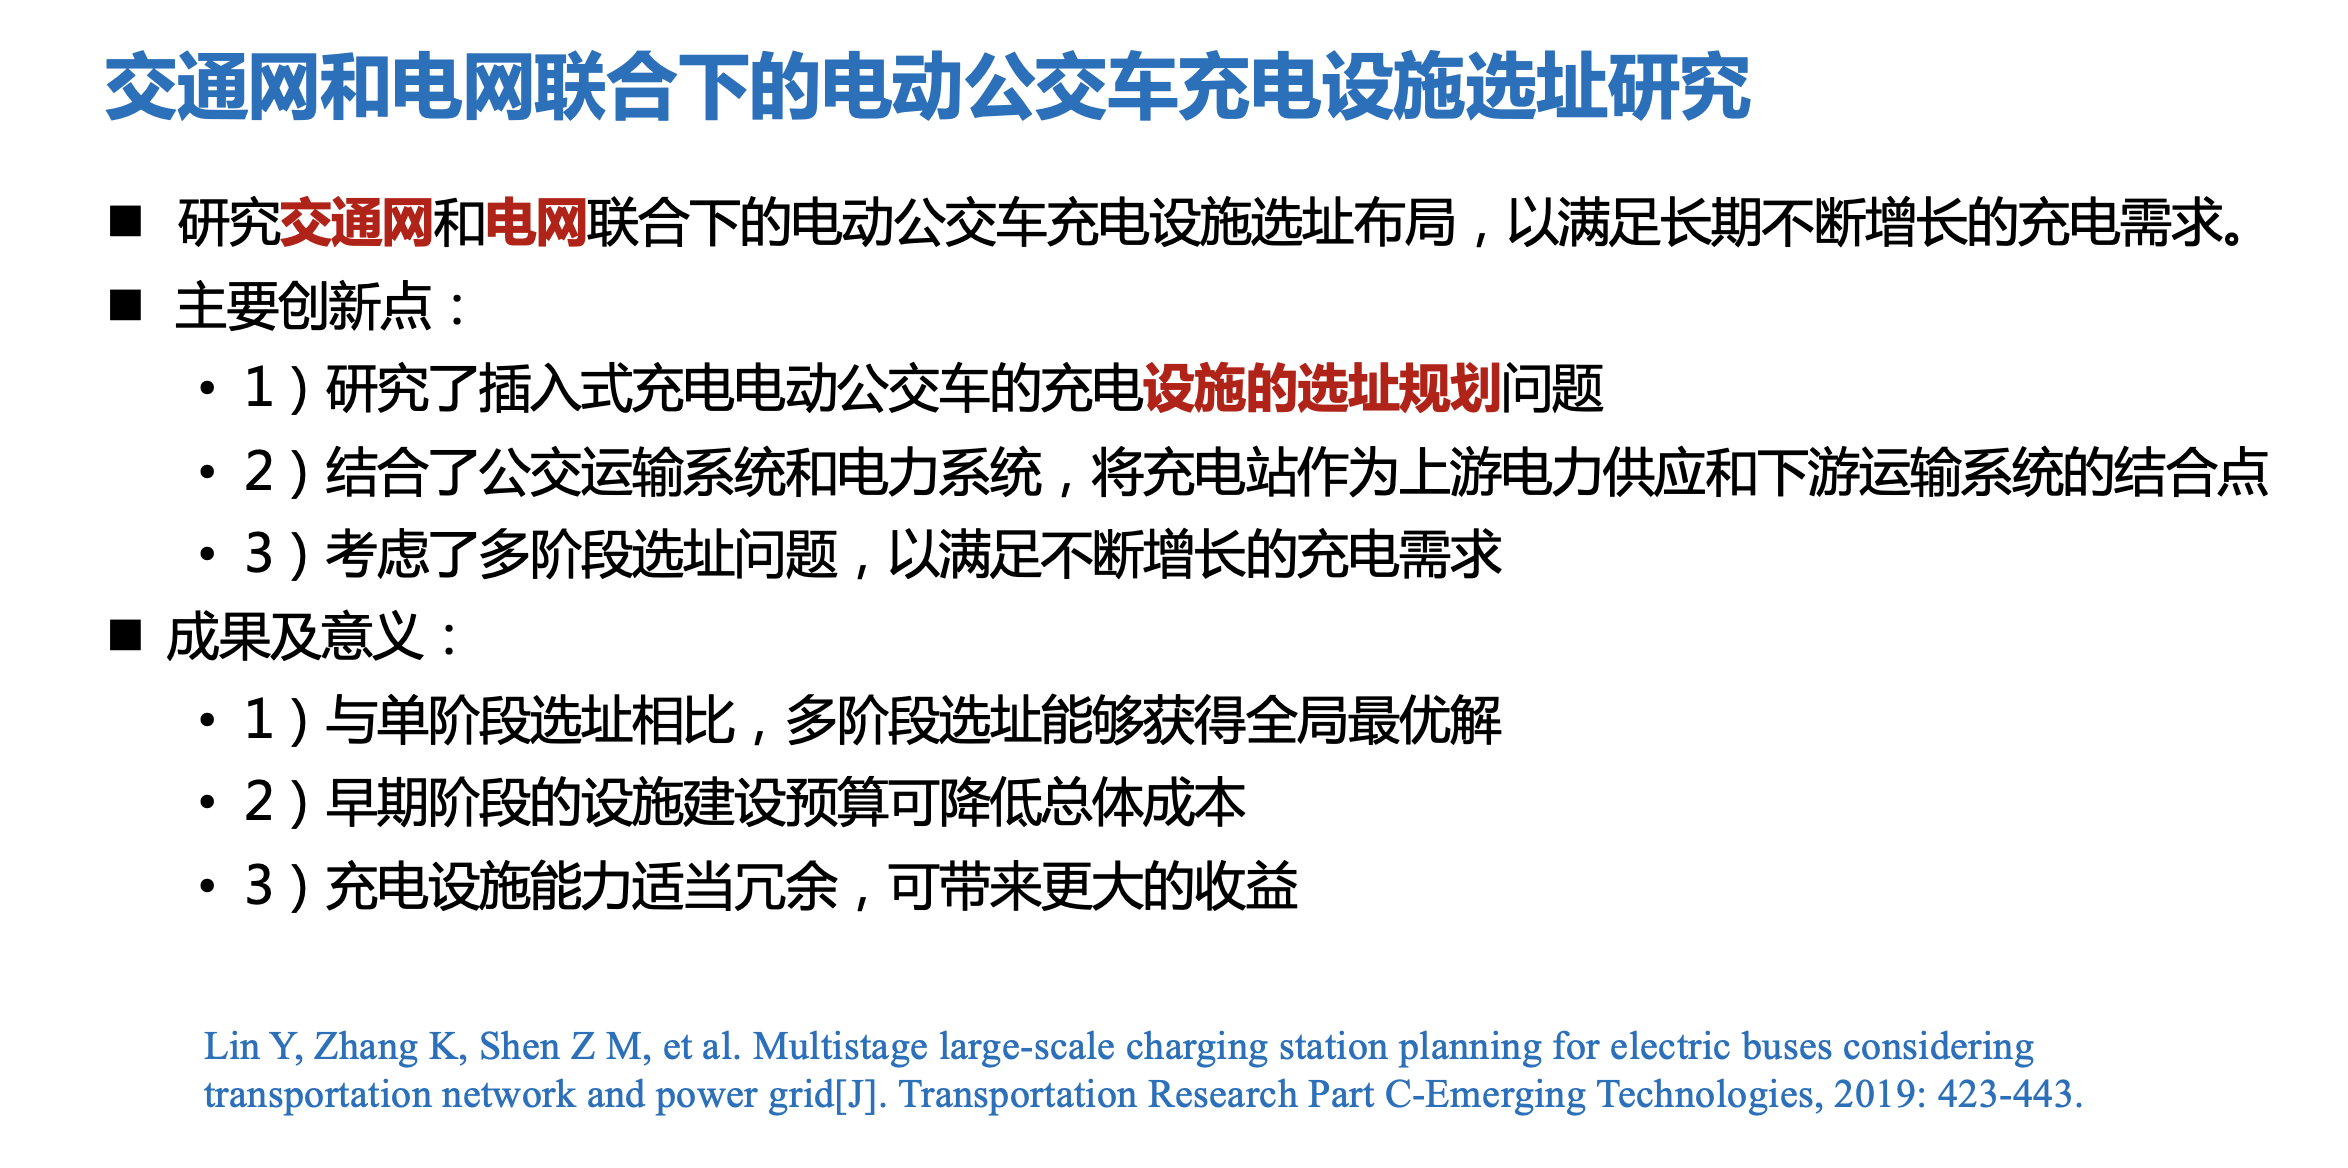 交通网和电网联合下的电动公交车充电设施选址研究
■ 研究交通网和电网联合下的电动公交车充电设施选址布局，以满足长期不断增长的充电需求。
■ 主要创新点：
• 1）研究了插入式充电电动公交车的充电设施的选址规划问题
• 2）结合了公交运输系统和电力系统，将充电站作为上游电力供应和下游运输系统的结合点
• 3）考虑了多阶段选址问题，以满足不断增长的充电需求
■ 成果及意义：
• 1）与单阶段选址相比，多阶段选址能够获得全局最优解
• 2）早期阶段的设施建设预算可降低总体成本
• 3）充电设施能力适当冗余，可带来更大的收益
Lin Y, Zhang K, Shen Z M, et al. Multistage large-scale charging station planning for electric buses considering
transportation network and power grid[J]. Transportation Research Part C-Emerging Technologies, 2019: 423-443.